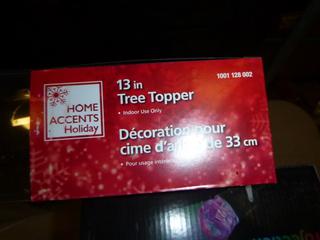 HOME
ACCENTS
Holiday
13 in
Tree Topper
• Indoor Use Only
1001 128 002
Décoration pour
cime d'arbre de 33 cm
• Pour usage